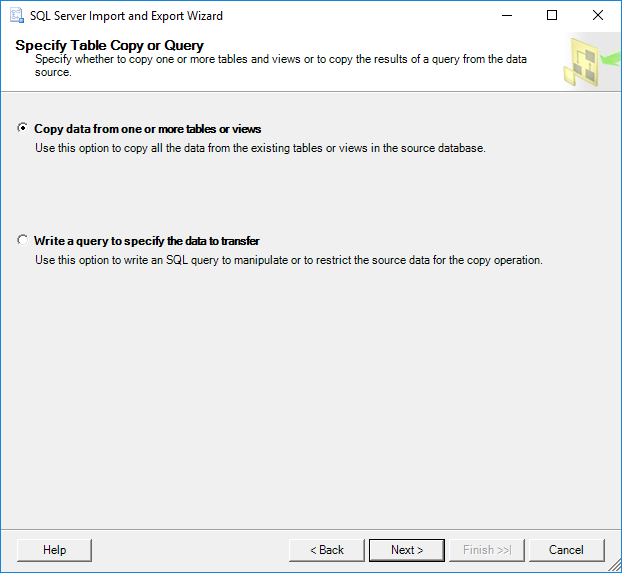 SQL Server Import and Export Wizard
Specify Table Copy or Query
Specify whether to copy one or more tables and views or to copy the results of a query from the data
source.
Copy data from one or more tables or views
Use this option to copy all the data from the existing tables or views in the source database.
Write a query to specify the data to transfer
Use this option to write an SQL query to manipulate or to restrict the source data for the copy operation.
Help
< Back
Next >
Finish >>|
Cancel